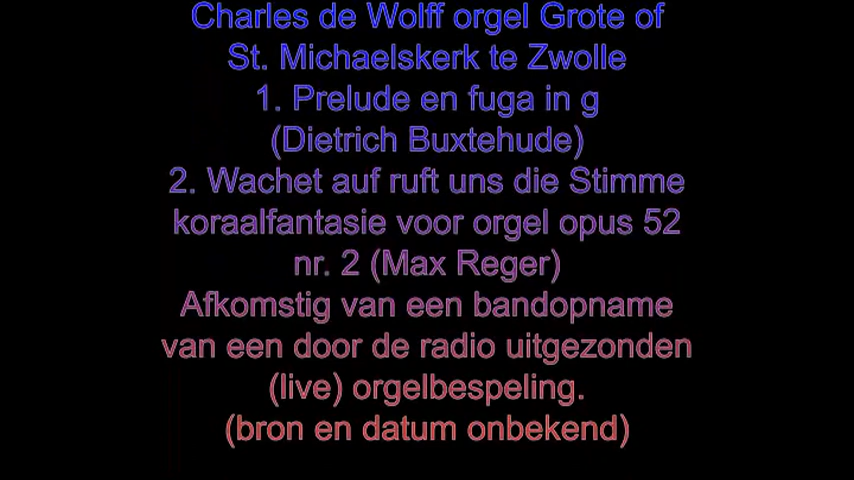 Charles de Wolff orgel Grote of
St. Michaelskerk te Zwolle
1. Prelude en fuga in g
(Dietrich Buxtehude)
2. Wachet auf ruft uns die Stimme
koraalfantasie voor orgel opus 52
nr. 2 (Max Reger)
Afkomstig van een bandopname
van een door de radio uitgezonden
(live) orgelbespeling.
(bron en datum onbekend)